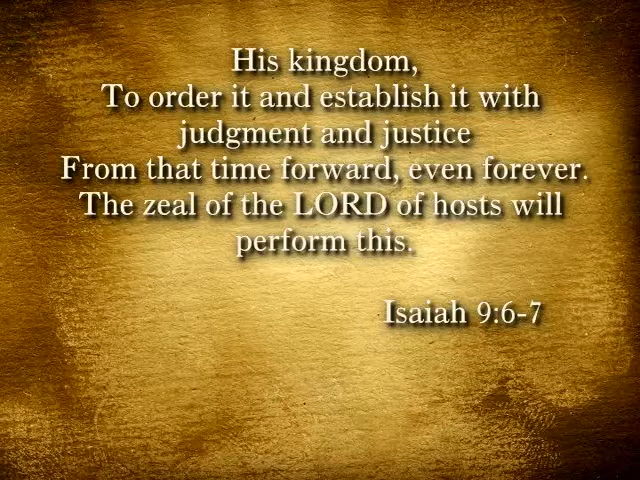 His kingdom,
To order it and establish it with
judgment and justice
From that time forward, even forever.
The zeal of the LORD of hosts will
perform this.
Isaiah 9:6-7